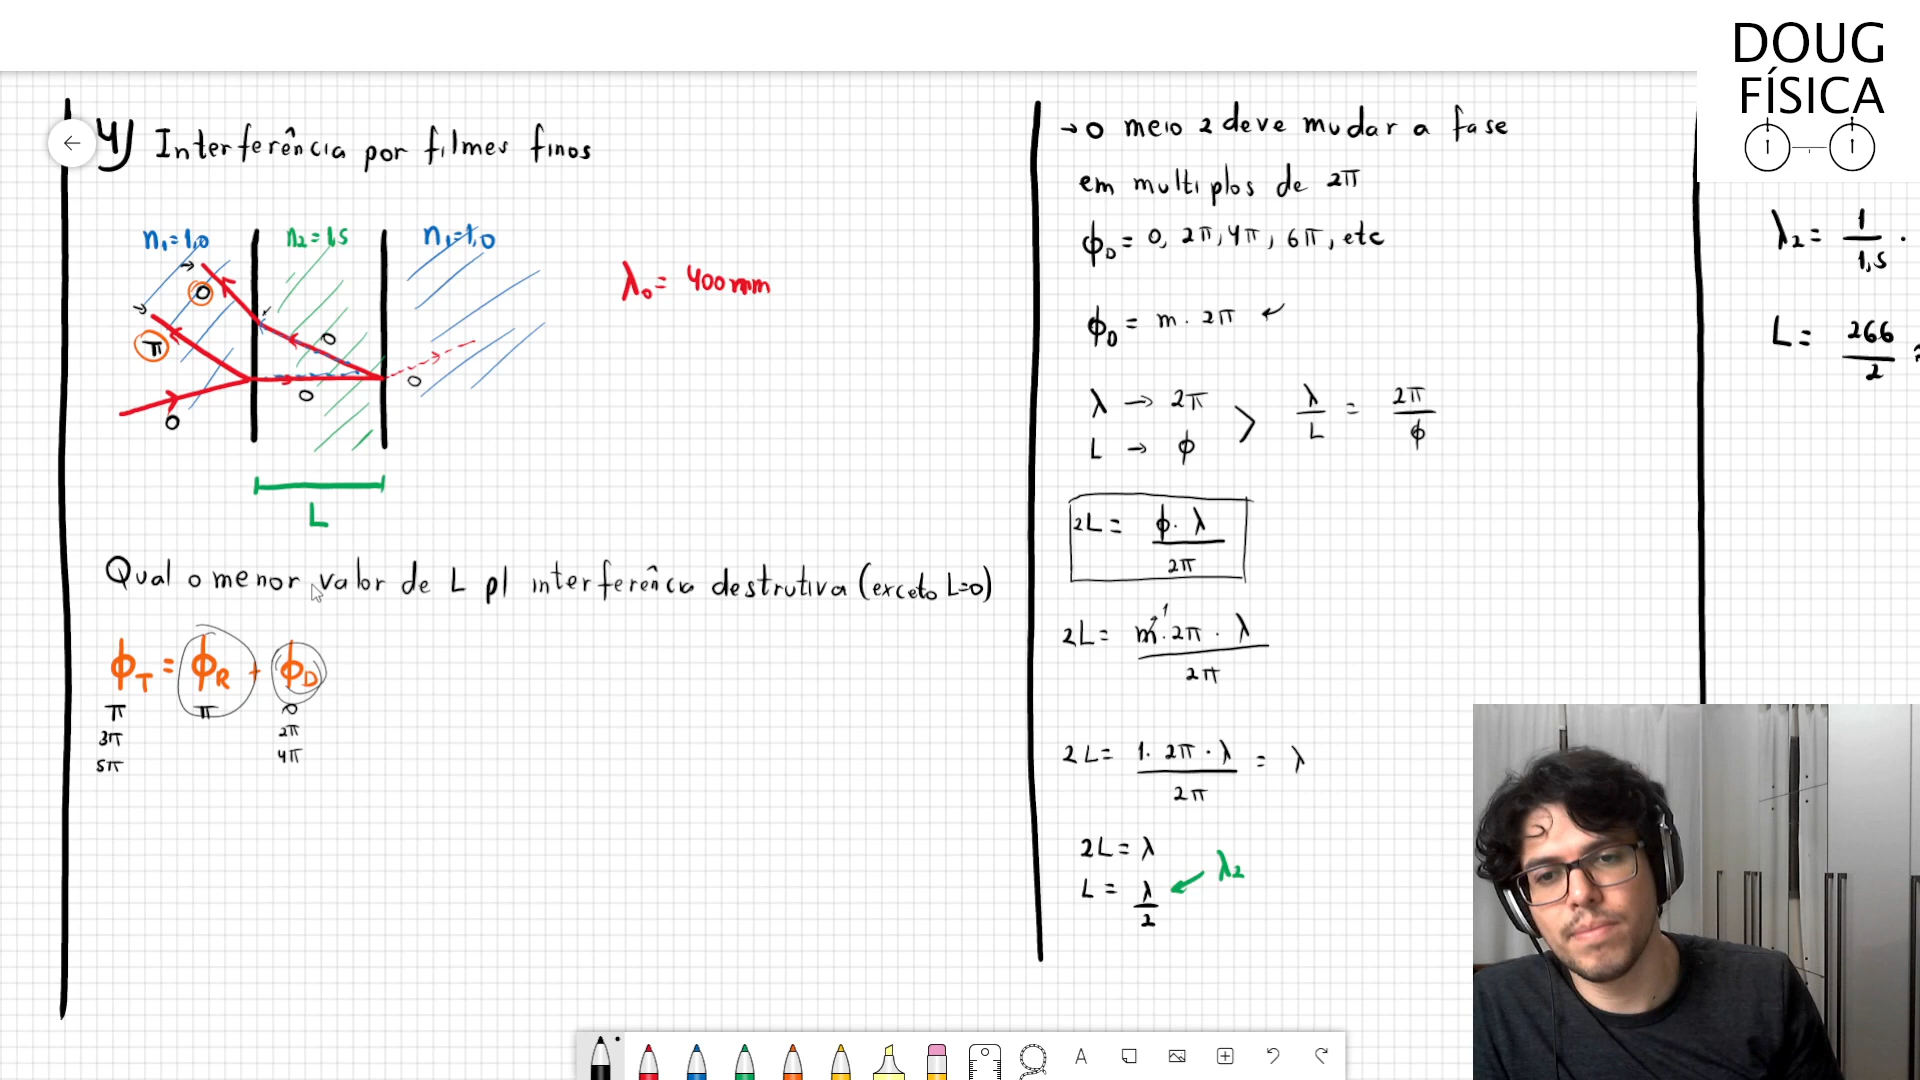 4) Interferência por filmes finos
n₁=1,0
n₂=1,5
n₁=1,0
λ₀= 400nm
0
π
0
0
0
0
L
Qual o menor valor de L p/ interferência destrutiva (exceto L=0)
ϕT = ϕR + ϕD
π π 0
3π 2π
5π 4π
→ O meio 2 deve mudar a fase
em multiplos de 2π
ϕD = 0, 2π, 4π, 6π, etc
ϕD = m · 2π
λ → 2π
L → ϕ
λ/L = 2π/ϕ
2L = ϕ·λ/2π
2L = m·2π·λ/2π
1
2L = 1·2π·λ/2π = λ
2L = λ
L = λ/2
λ₂
DOUG
FÍSICA
λ₂ = 1/1,5 ·
L = 266/2
A